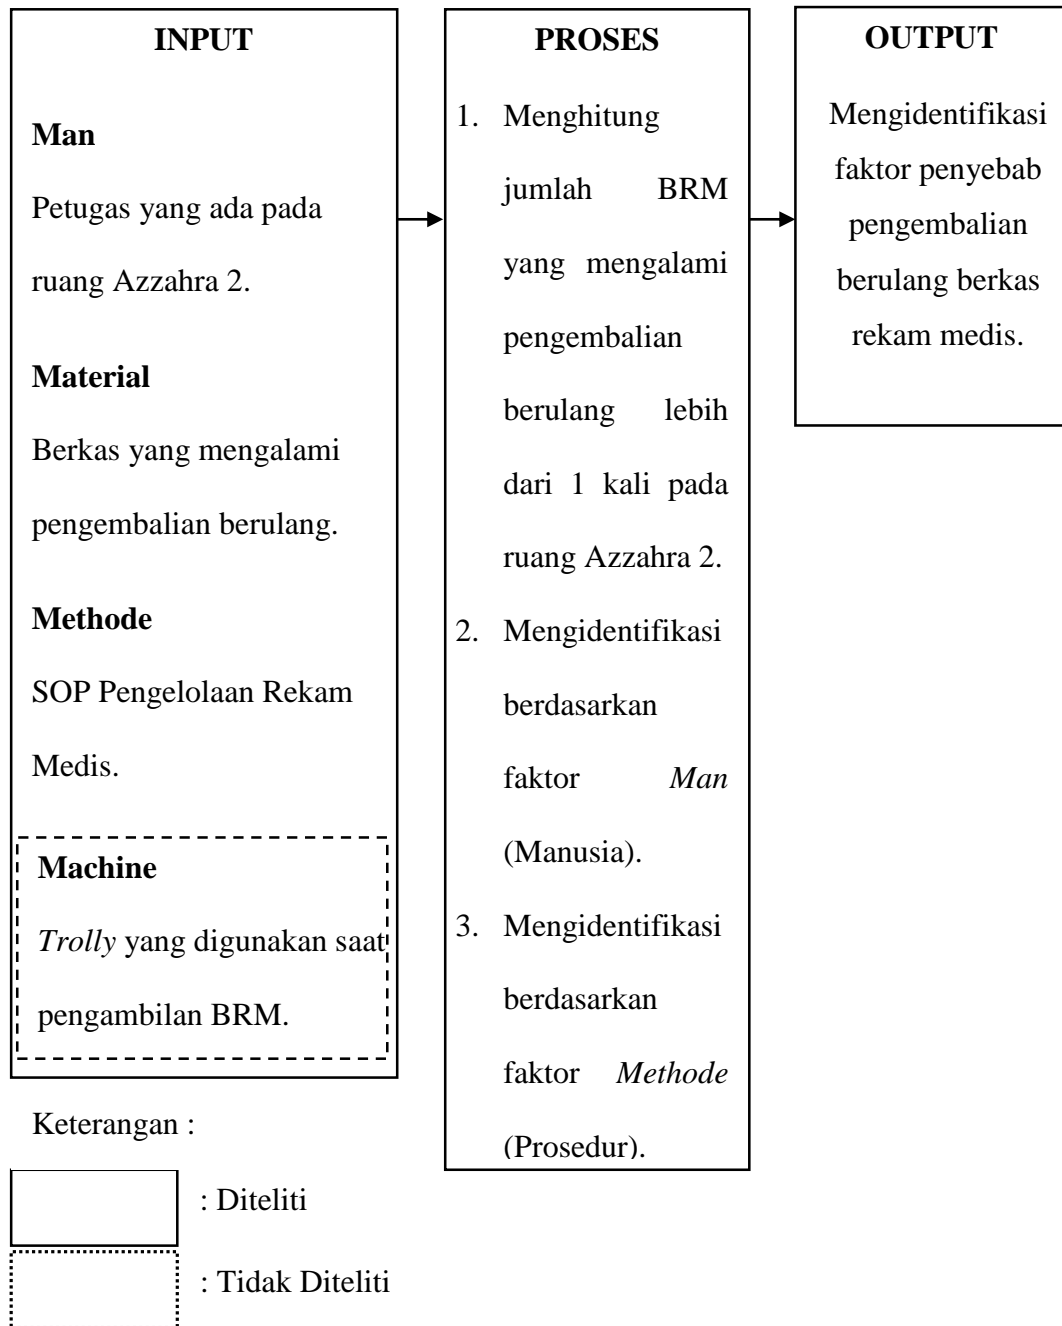 INPUT
Man
Petugas yang ada pada
ruang Azzahra 2.
Material
Berkas yang mengalami
pengembalian berulang.
Methode
SOP Pengelolaan Rekam
Medis.
Machine
Trolly yang digunakan saat
pengambilan BRM.
PROSES
1. Menghitung
jumlah BRM
yang mengalami
pengembalian
berulang lebih
dari 1 kali pada
ruang Azzahra 2.
2. Mengidentifikasi
berdasarkan
faktor Man
(Manusia).
3. Mengidentifikasi
berdasarkan
faktor Methode
(Prosedur).
OUTPUT
Mengidentifikasi
faktor penyebab
pengembalian
berulang berkas
rekam medis.
Keterangan :
: Diteliti
: Tidak Diteliti